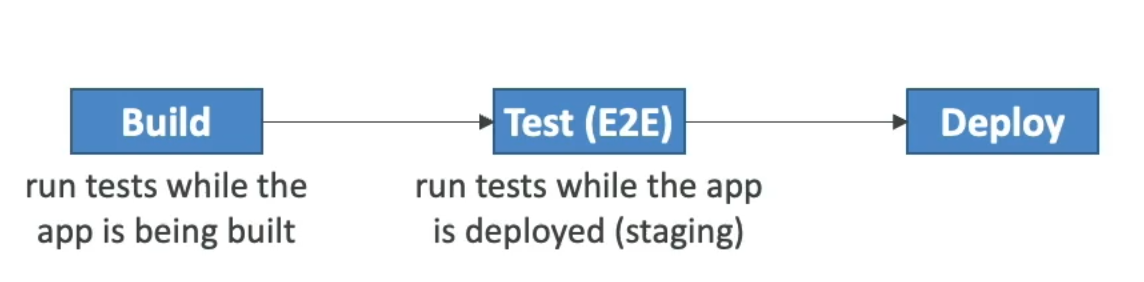 Build
run tests while the
app is being built
Test (E2E)
run tests while the app
is deployed (staging)
Deploy